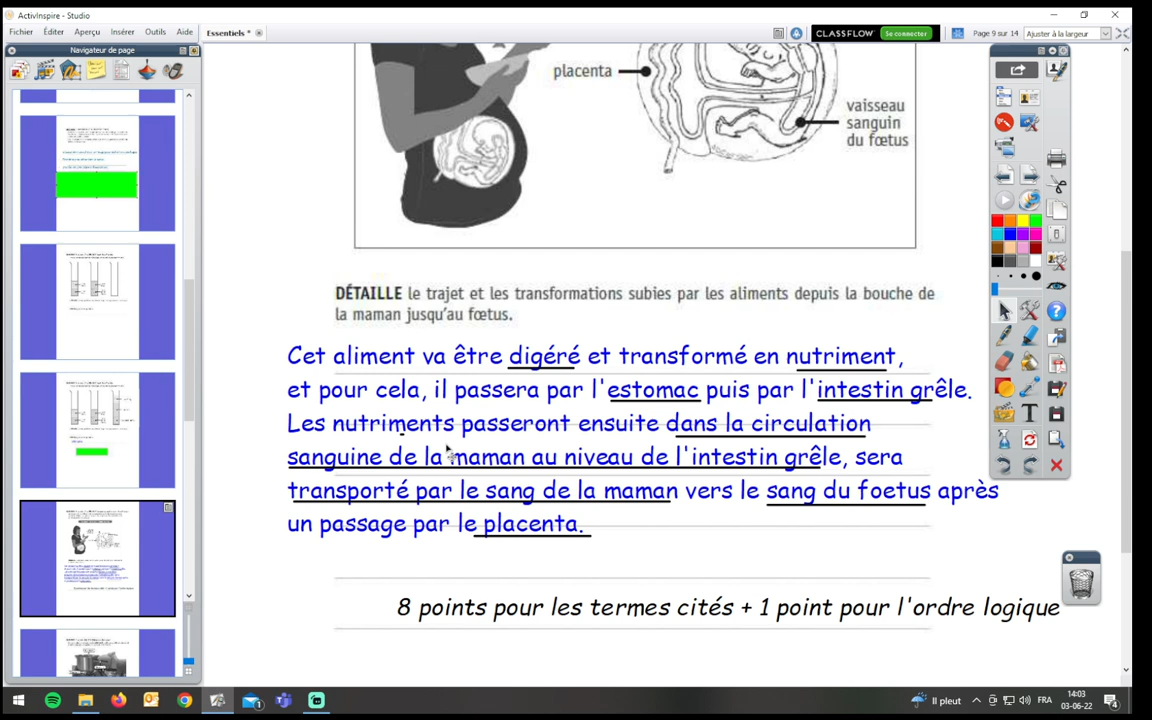 ActivInspire - Studio
Fichier Éditer Aperçu Insérer Outils Aide
Essentiels *
CLASSFLOW Se connecter
Page 9 sur 14
Ajuster à la largeur
Navigateur de page
placenta
vaisseau
sanguin
du fœtus
DÉTAILLE le trajet et les transformations subies par les aliments depuis la bouche de
la maman jusqu'au fœtus.
Cet aliment va être digéré et transformé en nutriment,
et pour cela, il passera par l'estomac puis par l'intestin grêle.
Les nutriments passeront ensuite dans la circulation
sanguine de la maman au niveau de l'intestin grêle, sera
transporté par le sang de la maman vers le sang du foetus après
un passage par le placenta.
8 points pour les termes cités + 1 point pour l'ordre logique
Il pleut
FRA
14:03
03-06-22